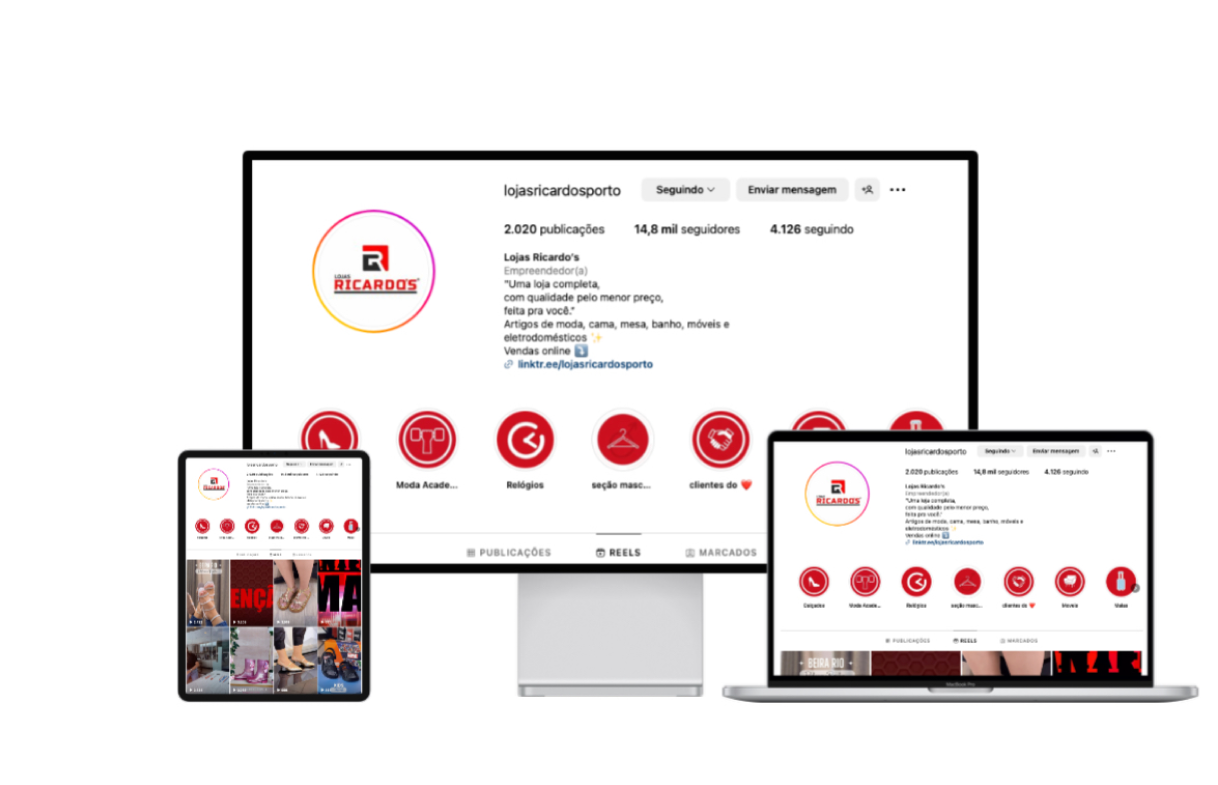 lojasricardosporto Seguindo Enviar mensagem
2.020 publicações 14,8 mil seguidores 4.126 seguindo
LOJAS
RICARDO'S
Lojas Ricardo's
Empreendedor(a)
"Uma loja completa,
com qualidade pelo menor preço,
feita pra você."
Artigos de moda, cama, mesa, banho, móveis e
eletrodomésticos
Vendas online
linktr.ee/lojasricardosporto
Moda Acade... Relógios seção masc... clientes do
PUBLICAÇÕES REELS MARCADOS
RICARDO'S
ENÇÃ
MA
lojasricardosporto Seguindo Enviar mensagem
2.020 publicações 14,8 mil seguidores 4.126 seguindo
LOJAS
RICARDO'S
Lojas Ricardo's
Empreendedor(a)
"Uma loja completa,
com qualidade pelo menor preço,
feita pra você."
Artigos de moda, cama, mesa, banho, móveis e
eletrodomésticos
Vendas online
linktr.ee/lojasricardosporto
Calçados Moda Acade... Relógios seção masc... clientes do Móveis
PUBLICAÇÕES REELS MARCADOS
BEIRA RIO
MacBook Pro